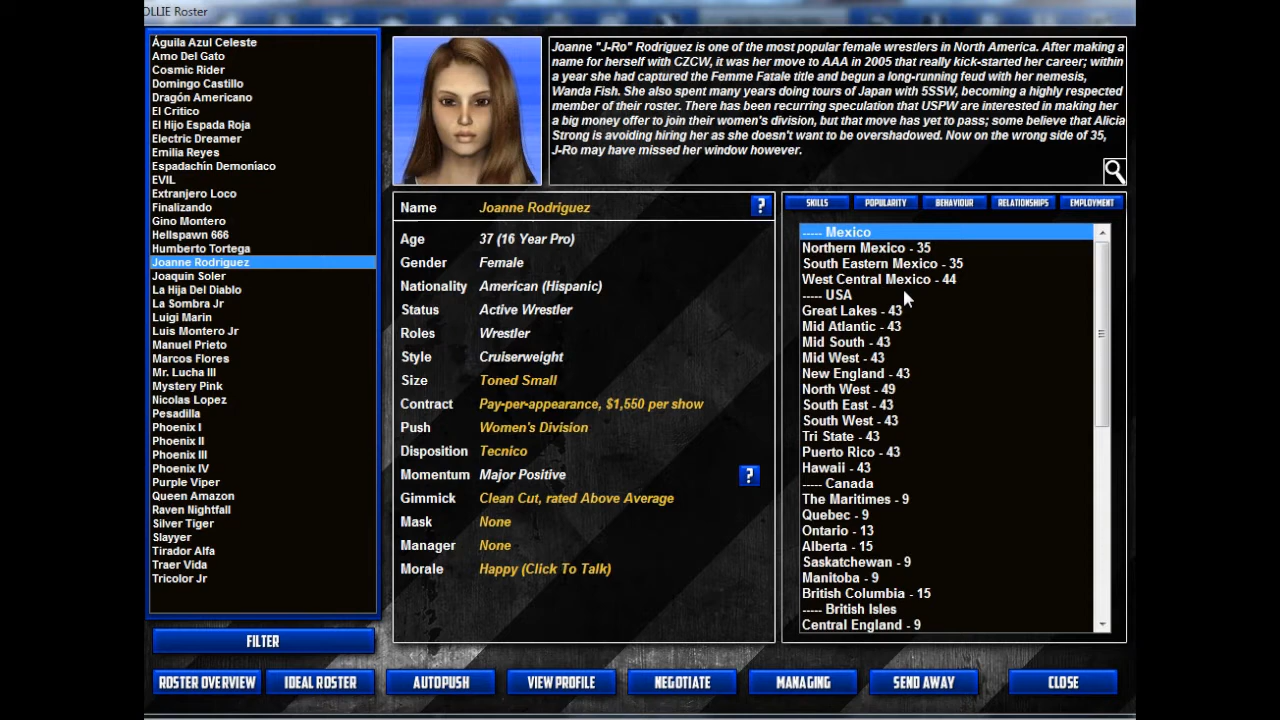 OLLIE Roster
Águila Azul Celeste
Amo Del Gato
Cosmic Rider
Domingo Castillo
Dragón Americano
El Critico
El Hijo Espada Roja
Electric Dreamer
Emilia Reyes
Espadachín Demoníaco
EVIL
Extranjero Loco
Finalizando
Gino Montero
Hellspawn 666
Humberto Tortega
Joanne Rodriguez
Joaquin Soler
La Hija Del Diablo
La Sombra Jr
Luigi Marin
Luis Montero Jr
Manuel Prieto
Marcos Flores
Mr. Lucha III
Mystery Pink
Nicolas Lopez
Pesadilla
Phoenix I
Phoenix II
Phoenix III
Phoenix IV
Purple Viper
Queen Amazon
Raven Nightfall
Silver Tiger
Slayyer
Tirador Alfa
Traer Vida
Tricolor Jr
Joanne "J-Ro" Rodriguez is one of the most popular female wrestlers in North America. After making a
name for herself with CZCW, it was her move to AAA in 2005 that really kick-started her career; within
a year she had captured the Femme Fatale title and begun a long-running feud with her nemesis,
Wanda Fish. She also spent many years doing tours of Japan with 5SSW, becoming a highly respected
member of their roster. There has been recurring speculation that USPW are interested in making her
a big money offer to join their women's division, but that move has yet to pass; some believe that Alicia
Strong is avoiding hiring her as she doesn't want to be overshadowed. Now on the wrong side of 35,
J-Ro may have missed her window however.
Name Joanne Rodriguez ?
Age 37 (16 Year Pro)
Gender Female
Nationality American (Hispanic)
Status Active Wrestler
Roles Wrestler
Style Cruiserweight
Size Toned Small
Contract Pay-per-appearance, $1,550 per show
Push Women's Division
Disposition Tecnico
Momentum Major Positive ?
Gimmick Clean Cut, rated Above Average
Mask None
Manager None
Morale Happy (Click To Talk)
SKILLS POPULARITY BEHAVIOUR RELATIONSHIPS EMPLOYMENT
----- Mexico
Northern Mexico - 35
South Eastern Mexico - 35
West Central Mexico - 44
----- USA
Great Lakes - 43
Mid Atlantic - 43
Mid South - 43
Mid West - 43
New England - 43
North West - 49
South East - 43
South West - 43
Tri State - 43
Puerto Rico - 43
Hawaii - 43
----- Canada
The Maritimes - 9
Quebec - 9
Ontario - 13
Alberta - 15
Saskatchewan - 9
Manitoba - 9
British Columbia - 15
----- British Isles
Central England - 9
FILTER
ROSTER OVERVIEW IDEAL ROSTER AUTOPUSH VIEW PROFILE NEGOTIATE MANAGING SEND AWAY CLOSE